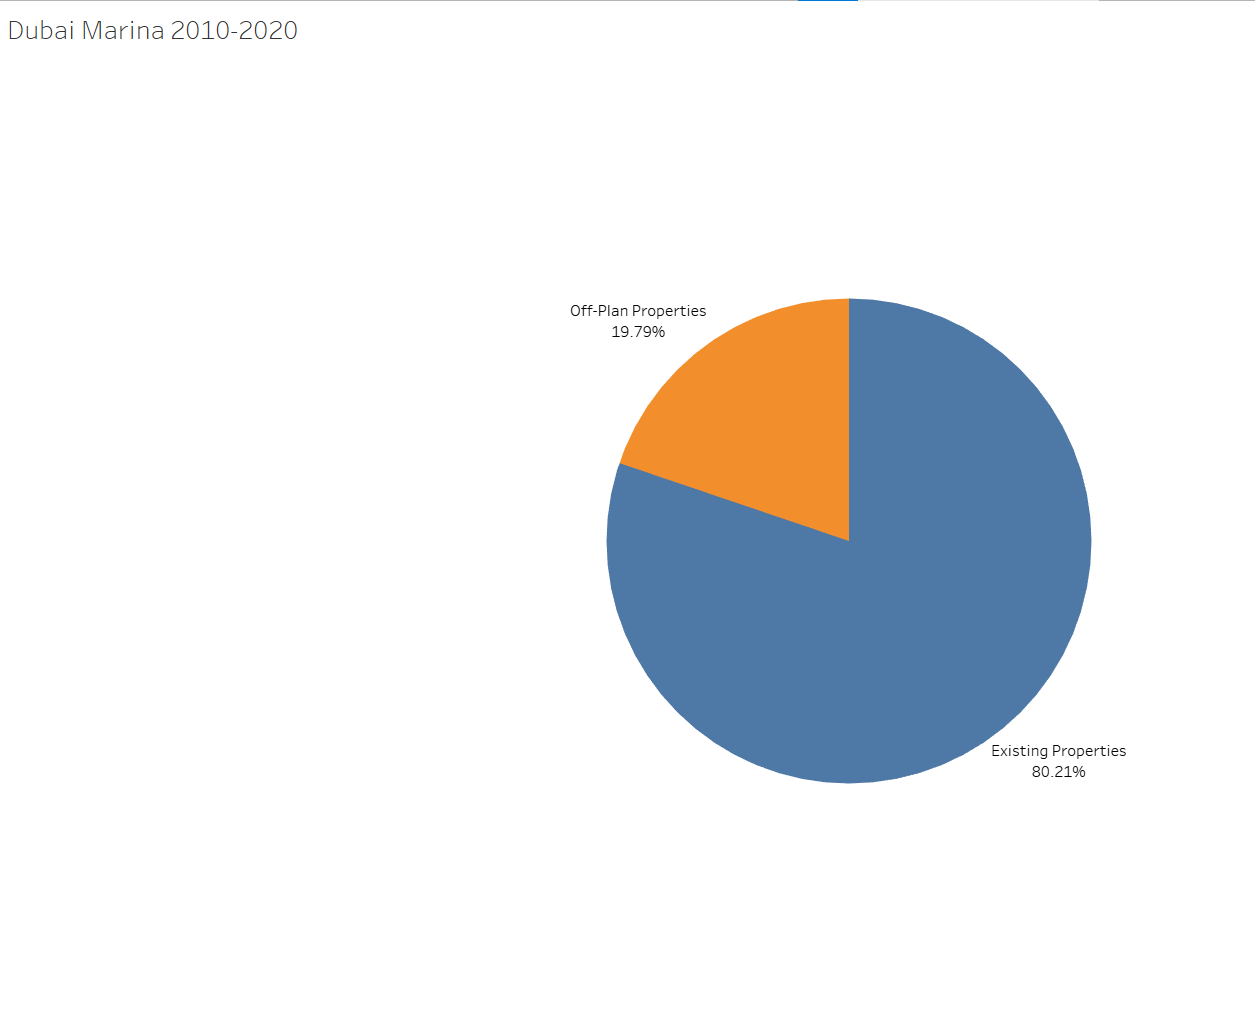 Dubai Marina 2010-2020
Off-Plan Properties
19.79%
Existing Properties
80.21%